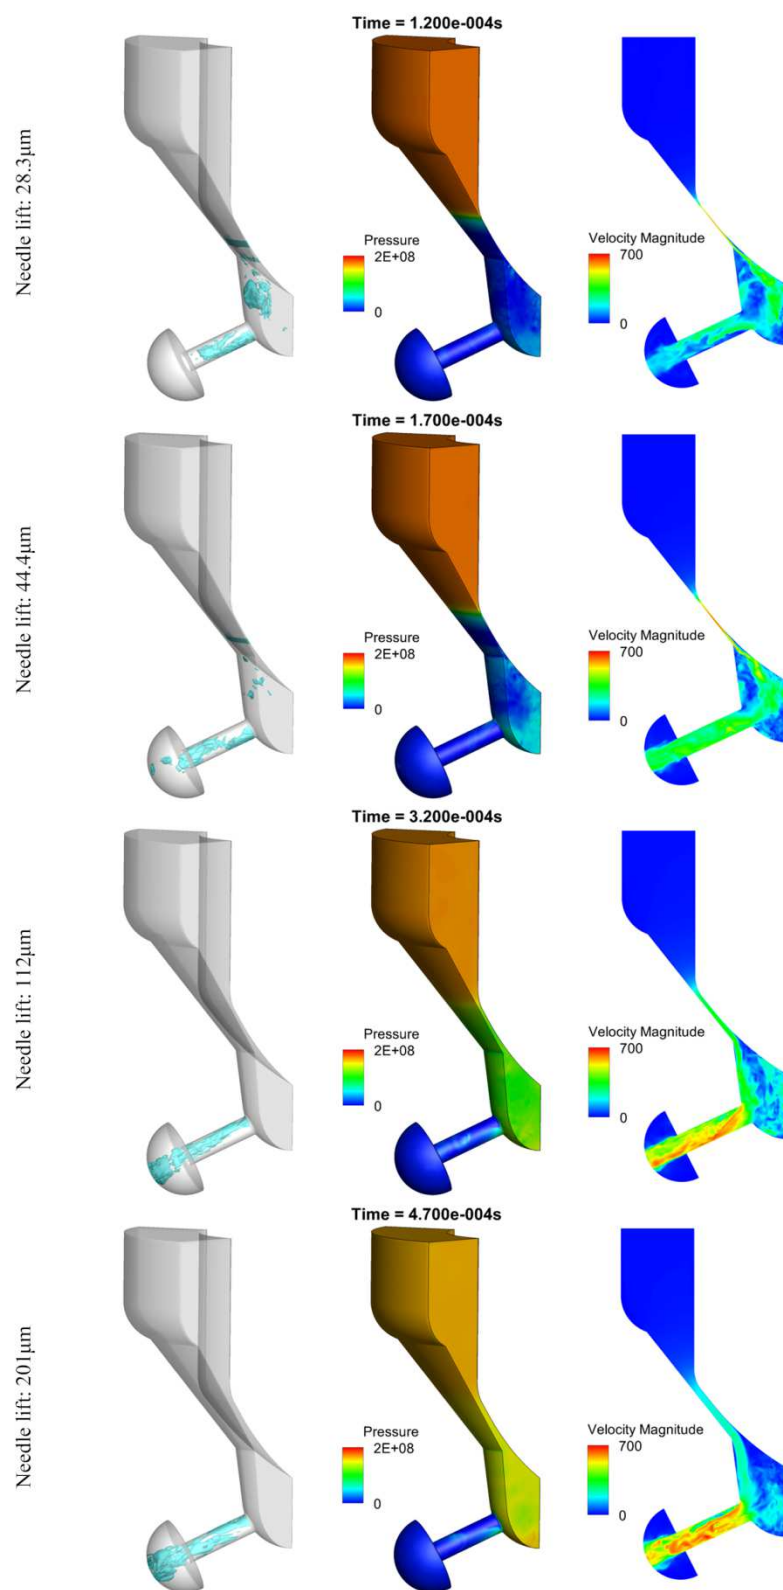 Time = 1.200e-004s
Needle lift: 28.3µm
Pressure
2E+08
0
Velocity Magnitude
700
0
Time = 1.700e-004s
Needle lift: 44.4µm
Pressure
2E+08
0
Velocity Magnitude
700
0
Time = 3.200e-004s
Needle lift: 112µm
Pressure
2E+08
0
Velocity Magnitude
700
0
Time = 4.700e-004s
Needle lift: 201µm
Pressure
2E+08
0
Velocity Magnitude
700
0